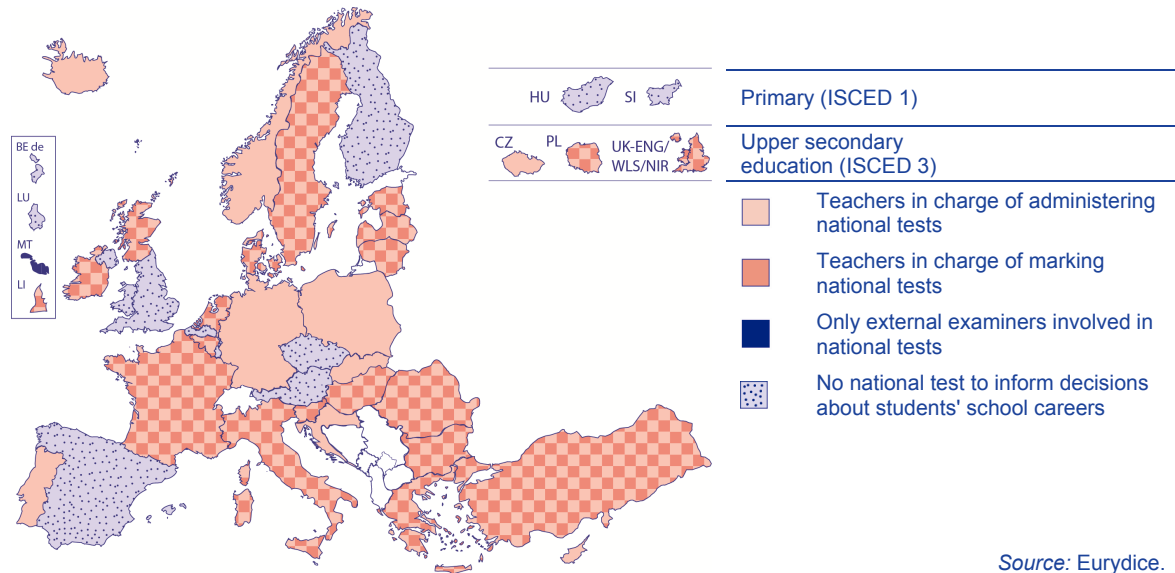 BE de
LU
MT
LI
HU
SI
Primary (ISCED 1)
CZ
PL
UK-ENG/
WLS/NIR
Upper secondary
education (ISCED 3)
Teachers in charge of administering
national tests
Teachers in charge of marking
national tests
Only external examiners involved in
national tests
No national test to inform decisions
about students' school careers
Source: Eurydice.